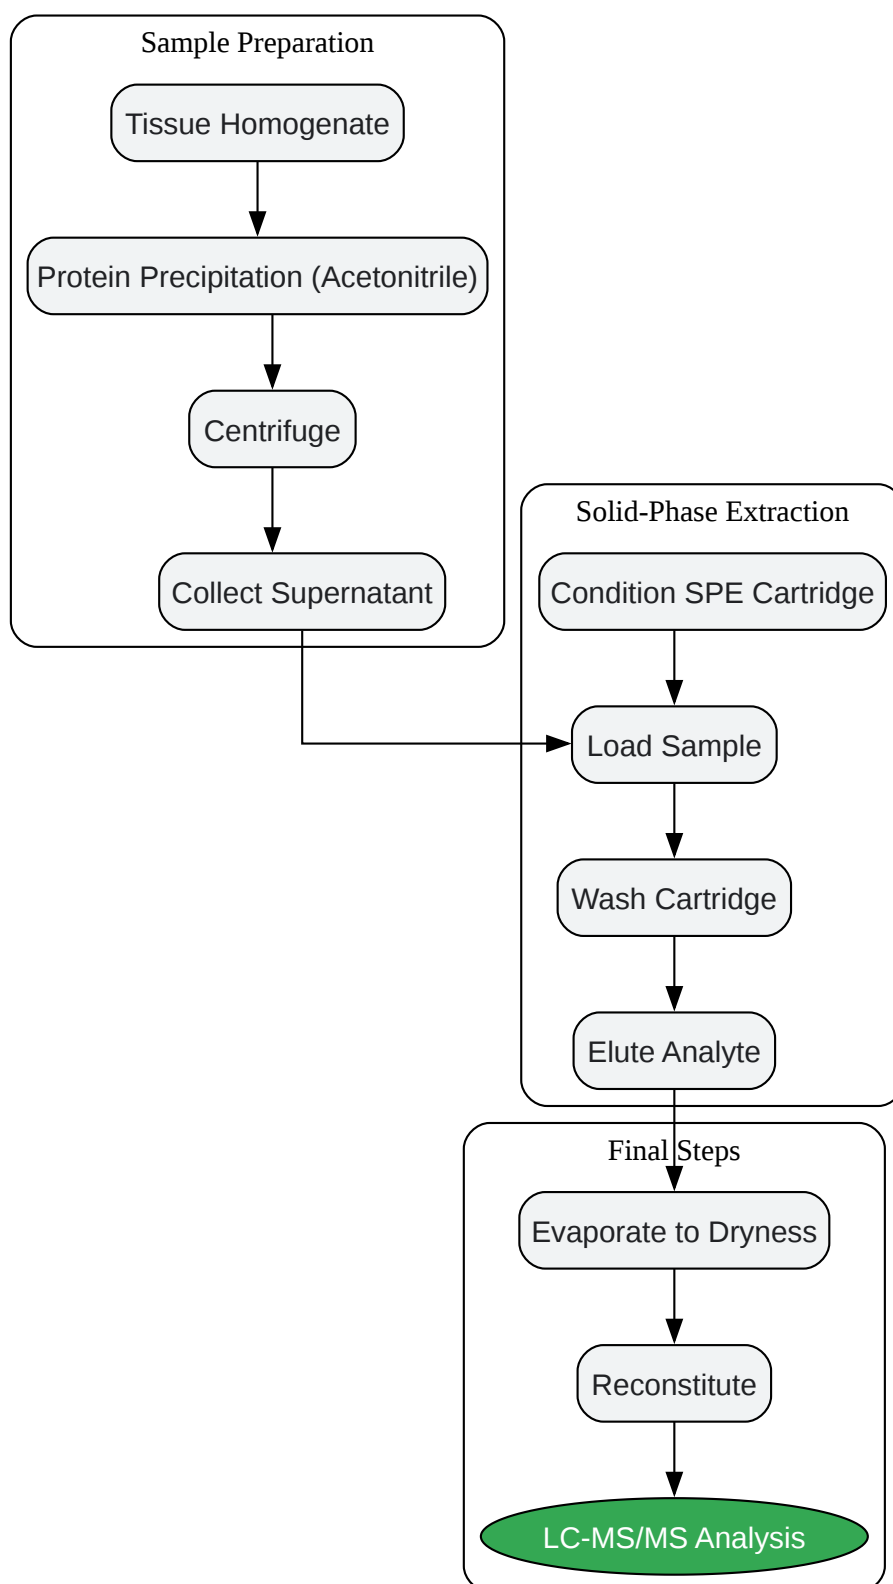 Sample Preparation
Tissue Homogenate
Protein Precipitation (Acetonitrile)
Centrifuge
Collect Supernatant
Solid-Phase Extraction
Condition SPE Cartridge
Load Sample
Wash Cartridge
Elute Analyte
Final Steps
Evaporate to Dryness
Reconstitute
LC-MS/MS Analysis